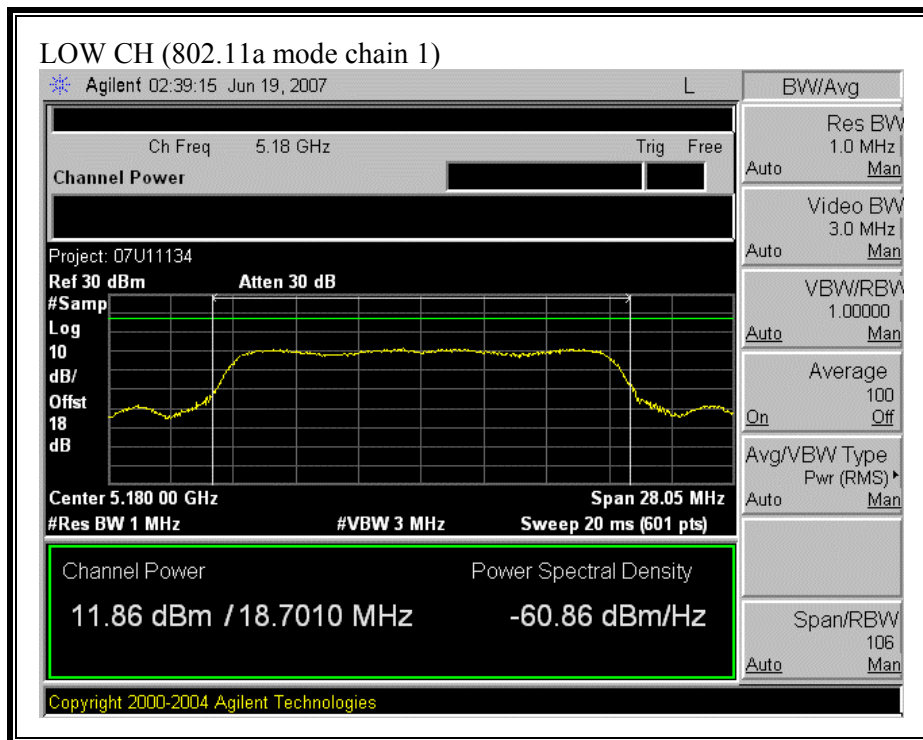 LOW CH (802.11a mode chain 1)
Agilent 02:39:15 Jun 19, 2007 L
Ch Freq 5.18 GHz Trig Free
Channel Power
Project: 07U11134
Ref 30 dBm Atten 30 dB
#Samp
Log
10
dB/
Offst
18
dB
Center 5.180 00 GHz Span 28.05 MHz
#Res BW 1 MHz #VBW 3 MHz Sweep 20 ms (601 pts)
Channel Power Power Spectral Density
11.86 dBm / 18.7010 MHz -60.86 dBm/Hz
Copyright 2000-2004 Agilent Technologies
BW/Avg
Res BW
1.0 MHz
Auto Man
Video BW
3.0 MHz
Auto Man
VBW/RBW
1.00000
Auto Man
Average
100
On Off
Avg/VBW Type
Pwr (RMS)
Auto Man
Span/RBW
106
Auto Man